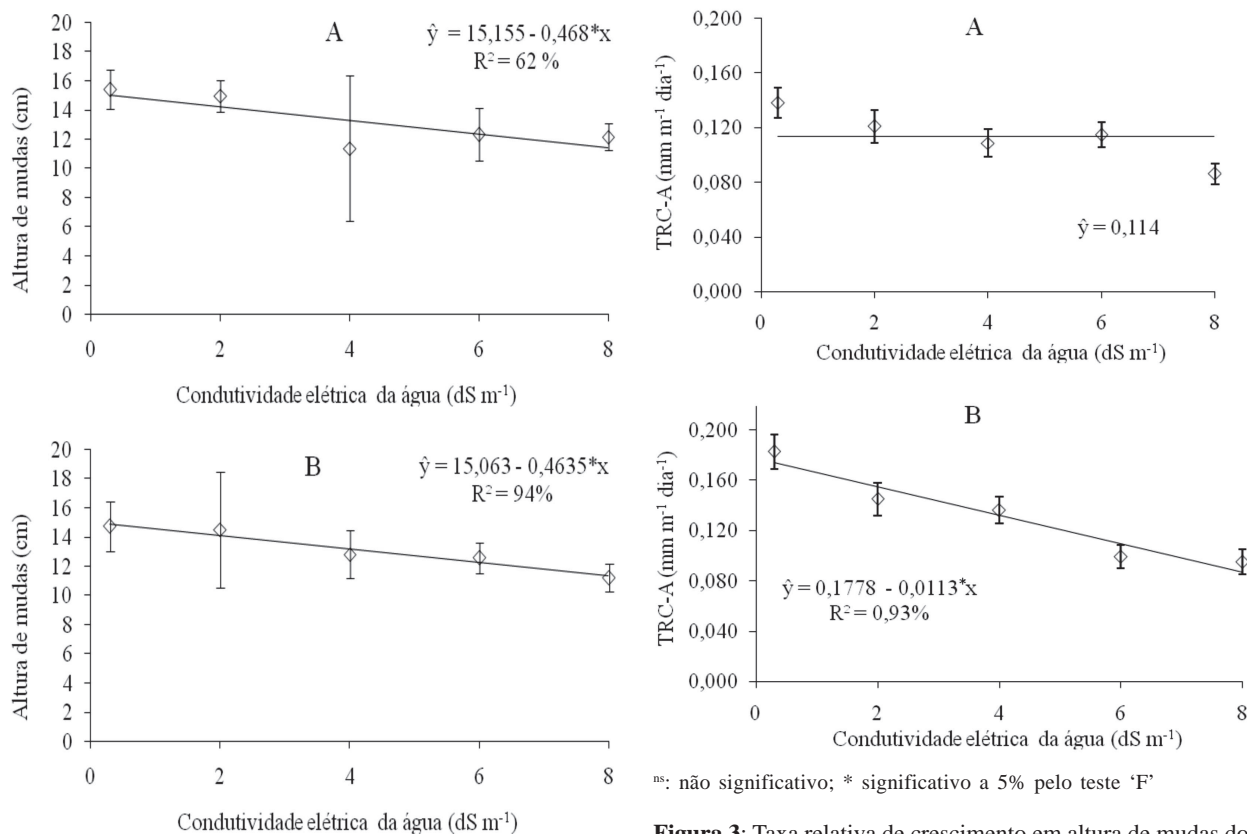 20
18
16
14
12
10
8
6
4
2
0
A
ŷ = 15,155 - 0,468*x
R² = 62 %
Altura de mudas (cm)
0 2 4 6 8
Condutividade elétrica da água (dS m⁻¹)
20
18
16
14
12
10
8
6
4
2
0
B
ŷ = 15,063 - 0,4635*x
R² = 94%
Altura de mudas (cm)
0 2 4 6 8
Condutividade elétrica da água (dS m⁻¹)
A
0,200
0,160
0,120
0,080
0,040
0,000
TRC-A (mm m⁻¹ dia⁻¹)
ŷ = 0,114
0 2 4 6 8
Condutividade elétrica da água (dS m⁻¹)
B
0,200
0,160
0,120
0,080
0,040
0,000
TRC-A (mm m⁻¹ dia⁻¹)
ŷ = 0,1778 - 0,0113*x
R² = 0,93%
0 2 4 6 8
Condutividade elétrica da água (dS m⁻¹)
ns: não significativo; * significativo a 5% pelo teste ‘F’
Figura 3: Taxa relativa de crescimento em altura de mudas de